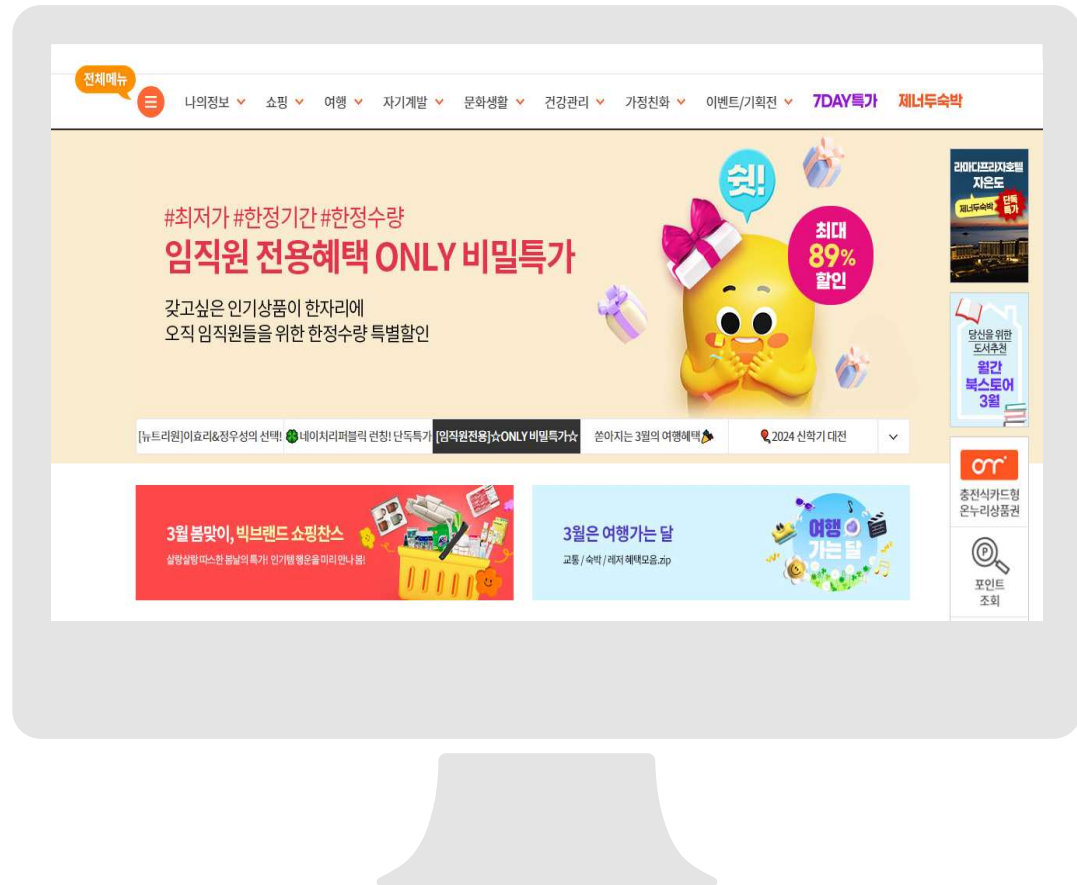 전체메뉴
나의정보 쇼핑 여행 자기계발 문화생활 건강관리 가정친화 이벤트/기획전 7DAY특가 제너두숙박
#최저가 #한정기간 #한정수량
임직원 전용혜택 ONLY 비밀특가
갖고싶은 인기상품이 한자리에
오직 임직원들을 위한 한정수량 특별할인
쉿!
최대
89%
할인
[뉴트리원]이효리&정우성의 선택! 네이처리퍼블릭 런칭! 단독특가 [임직원전용]☆ONLY 비밀특가☆ 쏟아지는 3월의 여행혜택 2024 신학기 대전
3월 봄맞이, 빅브랜드 쇼핑찬스
살랑살랑 따스한 봄날의 특가! 인기템 행운을 미리 만나 봄!
3월은 여행가는 달
교통 / 숙박 / 레저 혜택모음.zip
여행
가는 달
라마다프라자호텔
자은도
제너두숙박
단독
특가
당신을 위한
도서추천
월간
북스토어
3월
충전식카드형
온누리상품권
P
포인트
조회